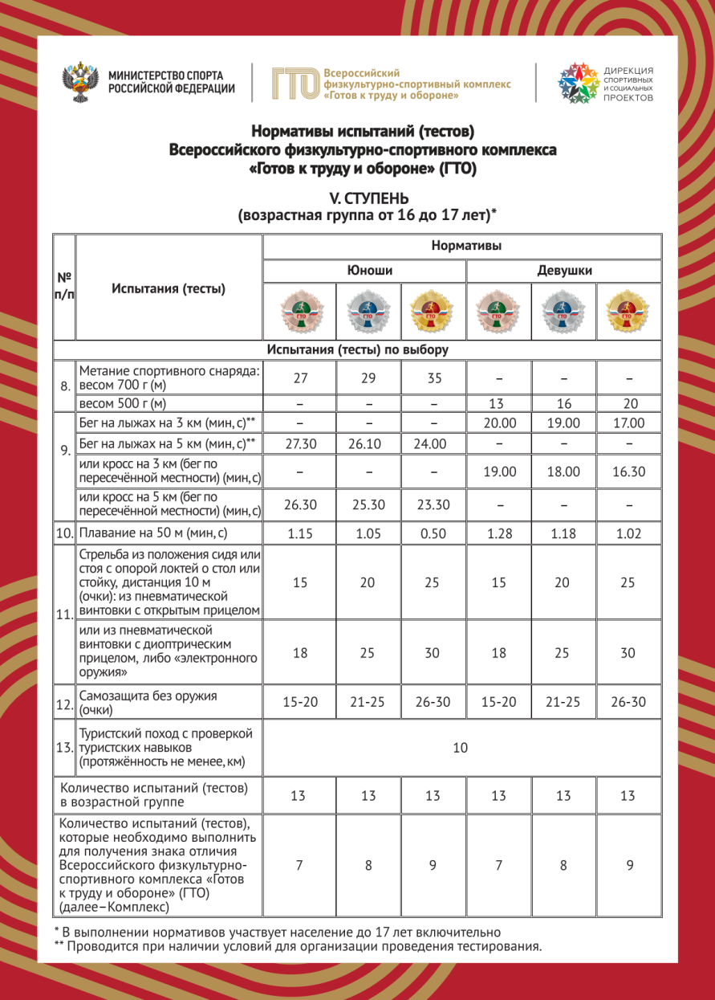 МИНИСТЕРСТВО СПОРТА
РОССИЙСКОЙ ФЕДЕРАЦИИ
ГТО
Всероссийский
физкультурно-спортивный комплекс
«Готов к труду и обороне»
ДИРЕКЦИЯ
СПОРТИВНЫХ
И СОЦИАЛЬНЫХ
ПРОЕКТОВ
Нормативы испытаний (тестов)
Всероссийского физкультурно-спортивного комплекса
«Готов к труду и обороне» (ГТО)
V. СТУПЕНЬ
(возрастная группа от 16 до 17 лет)*
№
п/п
Испытания (тесты)
Нормативы
Юноши Девушки
ГТО ГТО ГТО ГТО ГТО ГТО
Испытания (тесты) по выбору
8.
Метание спортивного снаряда:
весом 700 г (м)
27 29 35 – – –
весом 500 г (м) – – – 13 16 20
9.
Бег на лыжах на 3 км (мин, с)** – – – 20.00 19.00 17.00
Бег на лыжах на 5 км (мин, с)** 27.30 26.10 24.00 – – –
или кросс на 3 км (бег по
пересечённой местности) (мин, с)
– – – 19.00 18.00 16.30
или кросс на 5 км (бег по
пересечённой местности) (мин, с)
26.30 25.30 23.30 – – –
10. Плавание на 50 м (мин, с) 1.15 1.05 0.50 1.28 1.18 1.02
11.
Стрельба из положения сидя или
стоя с опорой локтей о стол или
стойку, дистанция 10 м
(очки): из пневматической
винтовки с открытым прицелом
15 20 25 15 20 25
или из пневматической
винтовки с диоптрическим
прицелом, либо «электронного
оружия»
18 25 30 18 25 30
12.
Самозащита без оружия
(очки)
15-20 21-25 26-30 15-20 21-25 26-30
13.
Туристский поход с проверкой
туристских навыков
(протяжённость не менее, км)
10
Количество испытаний (тестов)
в возрастной группе
13 13 13 13 13 13
Количество испытаний (тестов),
которые необходимо выполнить
для получения знака отличия
Всероссийского физкультурно-
спортивного комплекса «Готов
к труду и обороне» (ГТО)
(далее–Комплекс)
7 8 9 7 8 9
* В выполнении нормативов участвует население до 17 лет включительно
** Проводится при наличии условий для организации проведения тестирования.